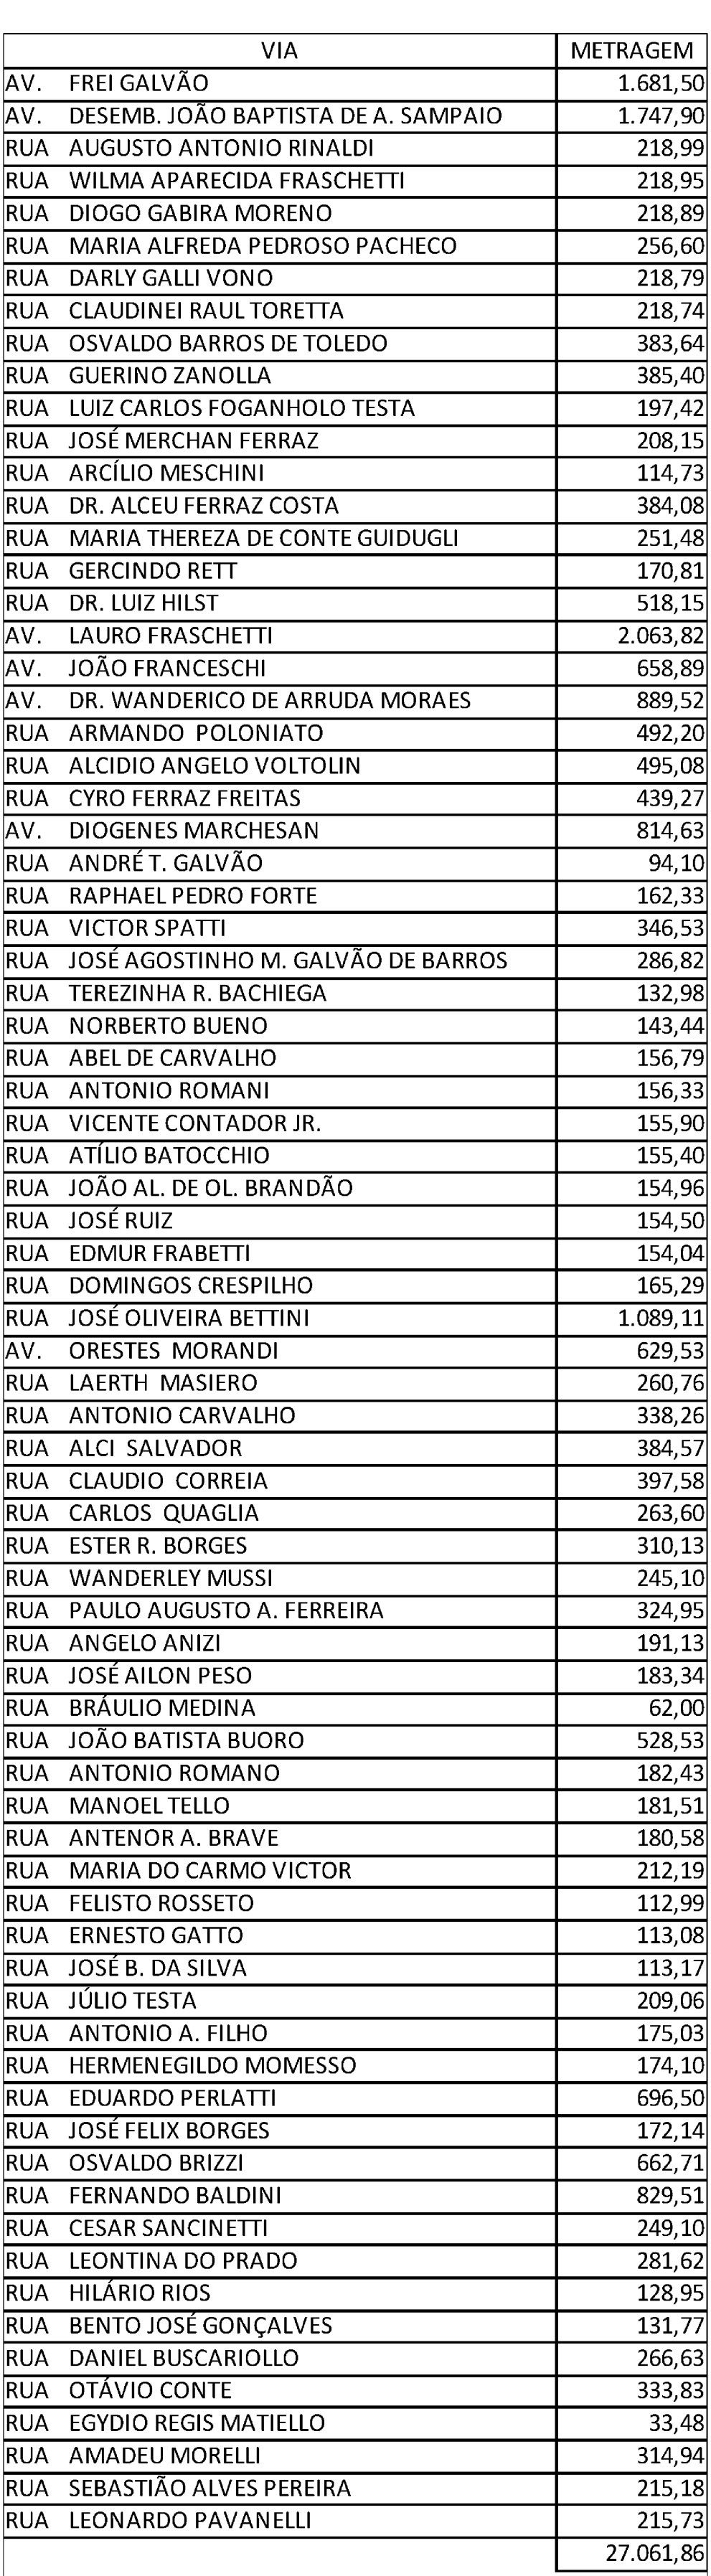 VIA METRAGEM
AV. FREI GALVÃO 1.681,50
AV. DESEMB. JOÃO BAPTISTA DE A. SAMPAIO 1.747,90
RUA AUGUSTO ANTONIO RINALDI 218,99
RUA WILMA APARECIDA FRASCHETTI 218,95
RUA DIOGO GABIRA MORENO 218,89
RUA MARIA ALFREDA PEDROSO PACHECO 256,60
RUA DARLY GALLI VONO 218,79
RUA CLAUDINEI RAUL TORETTA 218,74
RUA OSVALDO BARROS DE TOLEDO 383,64
RUA GUERINO ZANOLLA 385,40
RUA LUIZ CARLOS FOGANHOLO TESTA 197,42
RUA JOSÉ MERCHAN FERRAZ 208,15
RUA ARCÍLIO MESCHINI 114,73
RUA DR. ALCEU FERRAZ COSTA 384,08
RUA MARIA THEREZA DE CONTE GUIDUGLI 251,48
RUA GERCINDO RETT 170,81
RUA DR. LUIZ HILST 518,15
AV. LAURO FRASCHETTI 2.063,82
AV. JOÃO FRANCESCHI 658,89
AV. DR. WANDERICO DE ARRUDA MORAES 889,52
RUA ARMANDO POLONIATO 492,20
RUA ALCIDIO ANGELO VOLTOLIN 495,08
RUA CYRO FERRAZ FREITAS 439,27
AV. DIOGENES MARCHESAN 814,63
RUA ANDRÉ T. GALVÃO 94,10
RUA RAPHAEL PEDRO FORTE 162,33
RUA VICTOR SPATTI 346,53
RUA JOSÉ AGOSTINHO M. GALVÃO DE BARROS 286,82
RUA TEREZINHA R. BACHIEGA 132,98
RUA NORBERTO BUENO 143,44
RUA ABEL DE CARVALHO 156,79
RUA ANTONIO ROMANI 156,33
RUA VICENTE CONTADOR JR. 155,90
RUA ATÍLIO BATOCCHIO 155,40
RUA JOÃO AL. DE OL. BRANDÃO 154,96
RUA JOSÉ RUIZ 154,50
RUA EDMUR FRABETTI 154,04
RUA DOMINGOS CRESPILHO 165,29
RUA JOSÉ OLIVEIRA BETTINI 1.089,11
AV. ORESTES MORANDI 629,53
RUA LAERTH MASIERO 260,76
RUA ANTONIO CARVALHO 338,26
RUA ALCI SALVADOR 384,57
RUA CLAUDIO CORREIA 397,58
RUA CARLOS QUAGLIA 263,60
RUA ESTER R. BORGES 310,13
RUA WANDERLEY MUSSI 245,10
RUA PAULO AUGUSTO A. FERREIRA 324,95
RUA ANGELO ANIZI 191,13
RUA JOSÉ AILON PESO 183,34
RUA BRÁULIO MEDINA 62,00
RUA JOÃO BATISTA BUORO 528,53
RUA ANTONIO ROMANO 182,43
RUA MANOEL TELLO 181,51
RUA ANTENOR A. BRAVE 180,58
RUA MARIA DO CARMO VICTOR 212,19
RUA FELISTO ROSSETO 112,99
RUA ERNESTO GATTO 113,08
RUA JOSÉ B. DA SILVA 113,17
RUA JÚLIO TESTA 209,06
RUA ANTONIO A. FILHO 175,03
RUA HERMENEGILDO MOMESSO 174,10
RUA EDUARDO PERLATTI 696,50
RUA JOSÉ FELIX BORGES 172,14
RUA OSVALDO BRIZZI 662,71
RUA FERNANDO BALDINI 829,51
RUA CESAR SANCINETTI 249,10
RUA LEONTINA DO PRADO 281,62
RUA HILÁRIO RIOS 128,95
RUA BENTO JOSÉ GONÇALVES 131,77
RUA DANIEL BUSCARIOLLO 266,63
RUA OTÁVIO CONTE 333,83
RUA EGYDIO REGIS MATIELLO 33,48
RUA AMADEU MORELLI 314,94
RUA SEBASTIÃO ALVES PEREIRA 215,18
RUA LEONARDO PAVANELLI 215,73
27.061,86